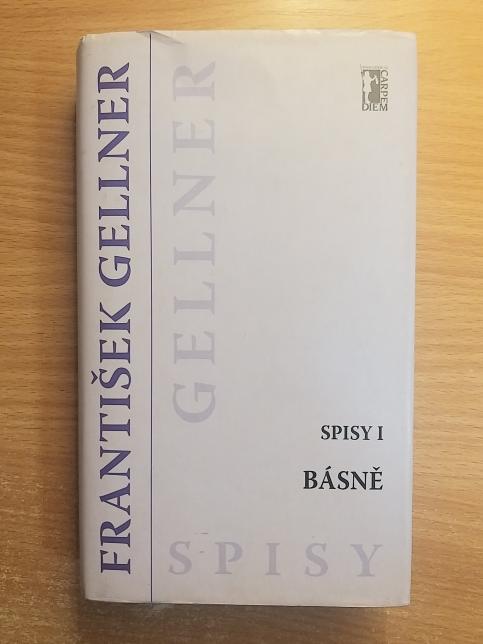 FRANTIŠEK GELLNER
GELLNER
CARPE
DIEM
SPISY I
BÁSNĚ
SPISY